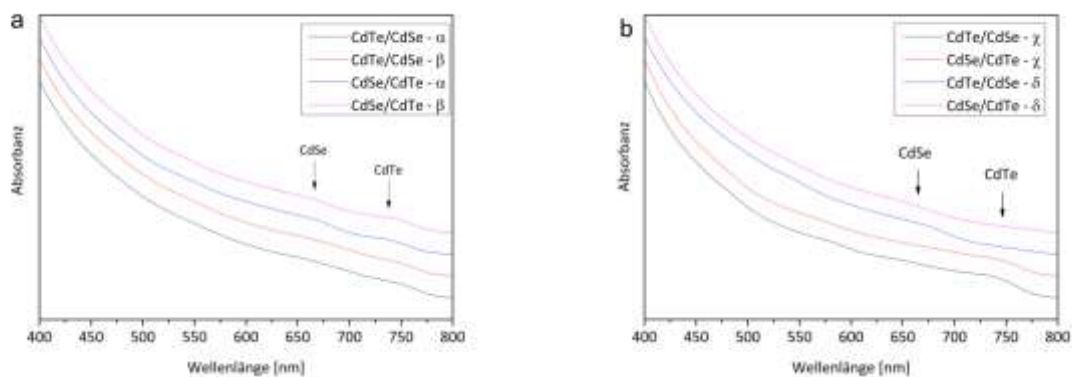 a
CdTe/CdSe - α
CdTe/CdSe - β
CdSe/CdTe - α
CdSe/CdTe - β
CdSe
CdTe
Absorbanz
400 450 500 550 600 650 700 750 800
Wellenlänge [nm]
b
CdTe/CdSe - χ
CdSe/CdTe - χ
CdTe/CdSe - δ
CdSe/CdTe - δ
CdSe
CdTe
Absorbanz
400 450 500 550 600 650 700 750 800
Wellenlänge [nm]